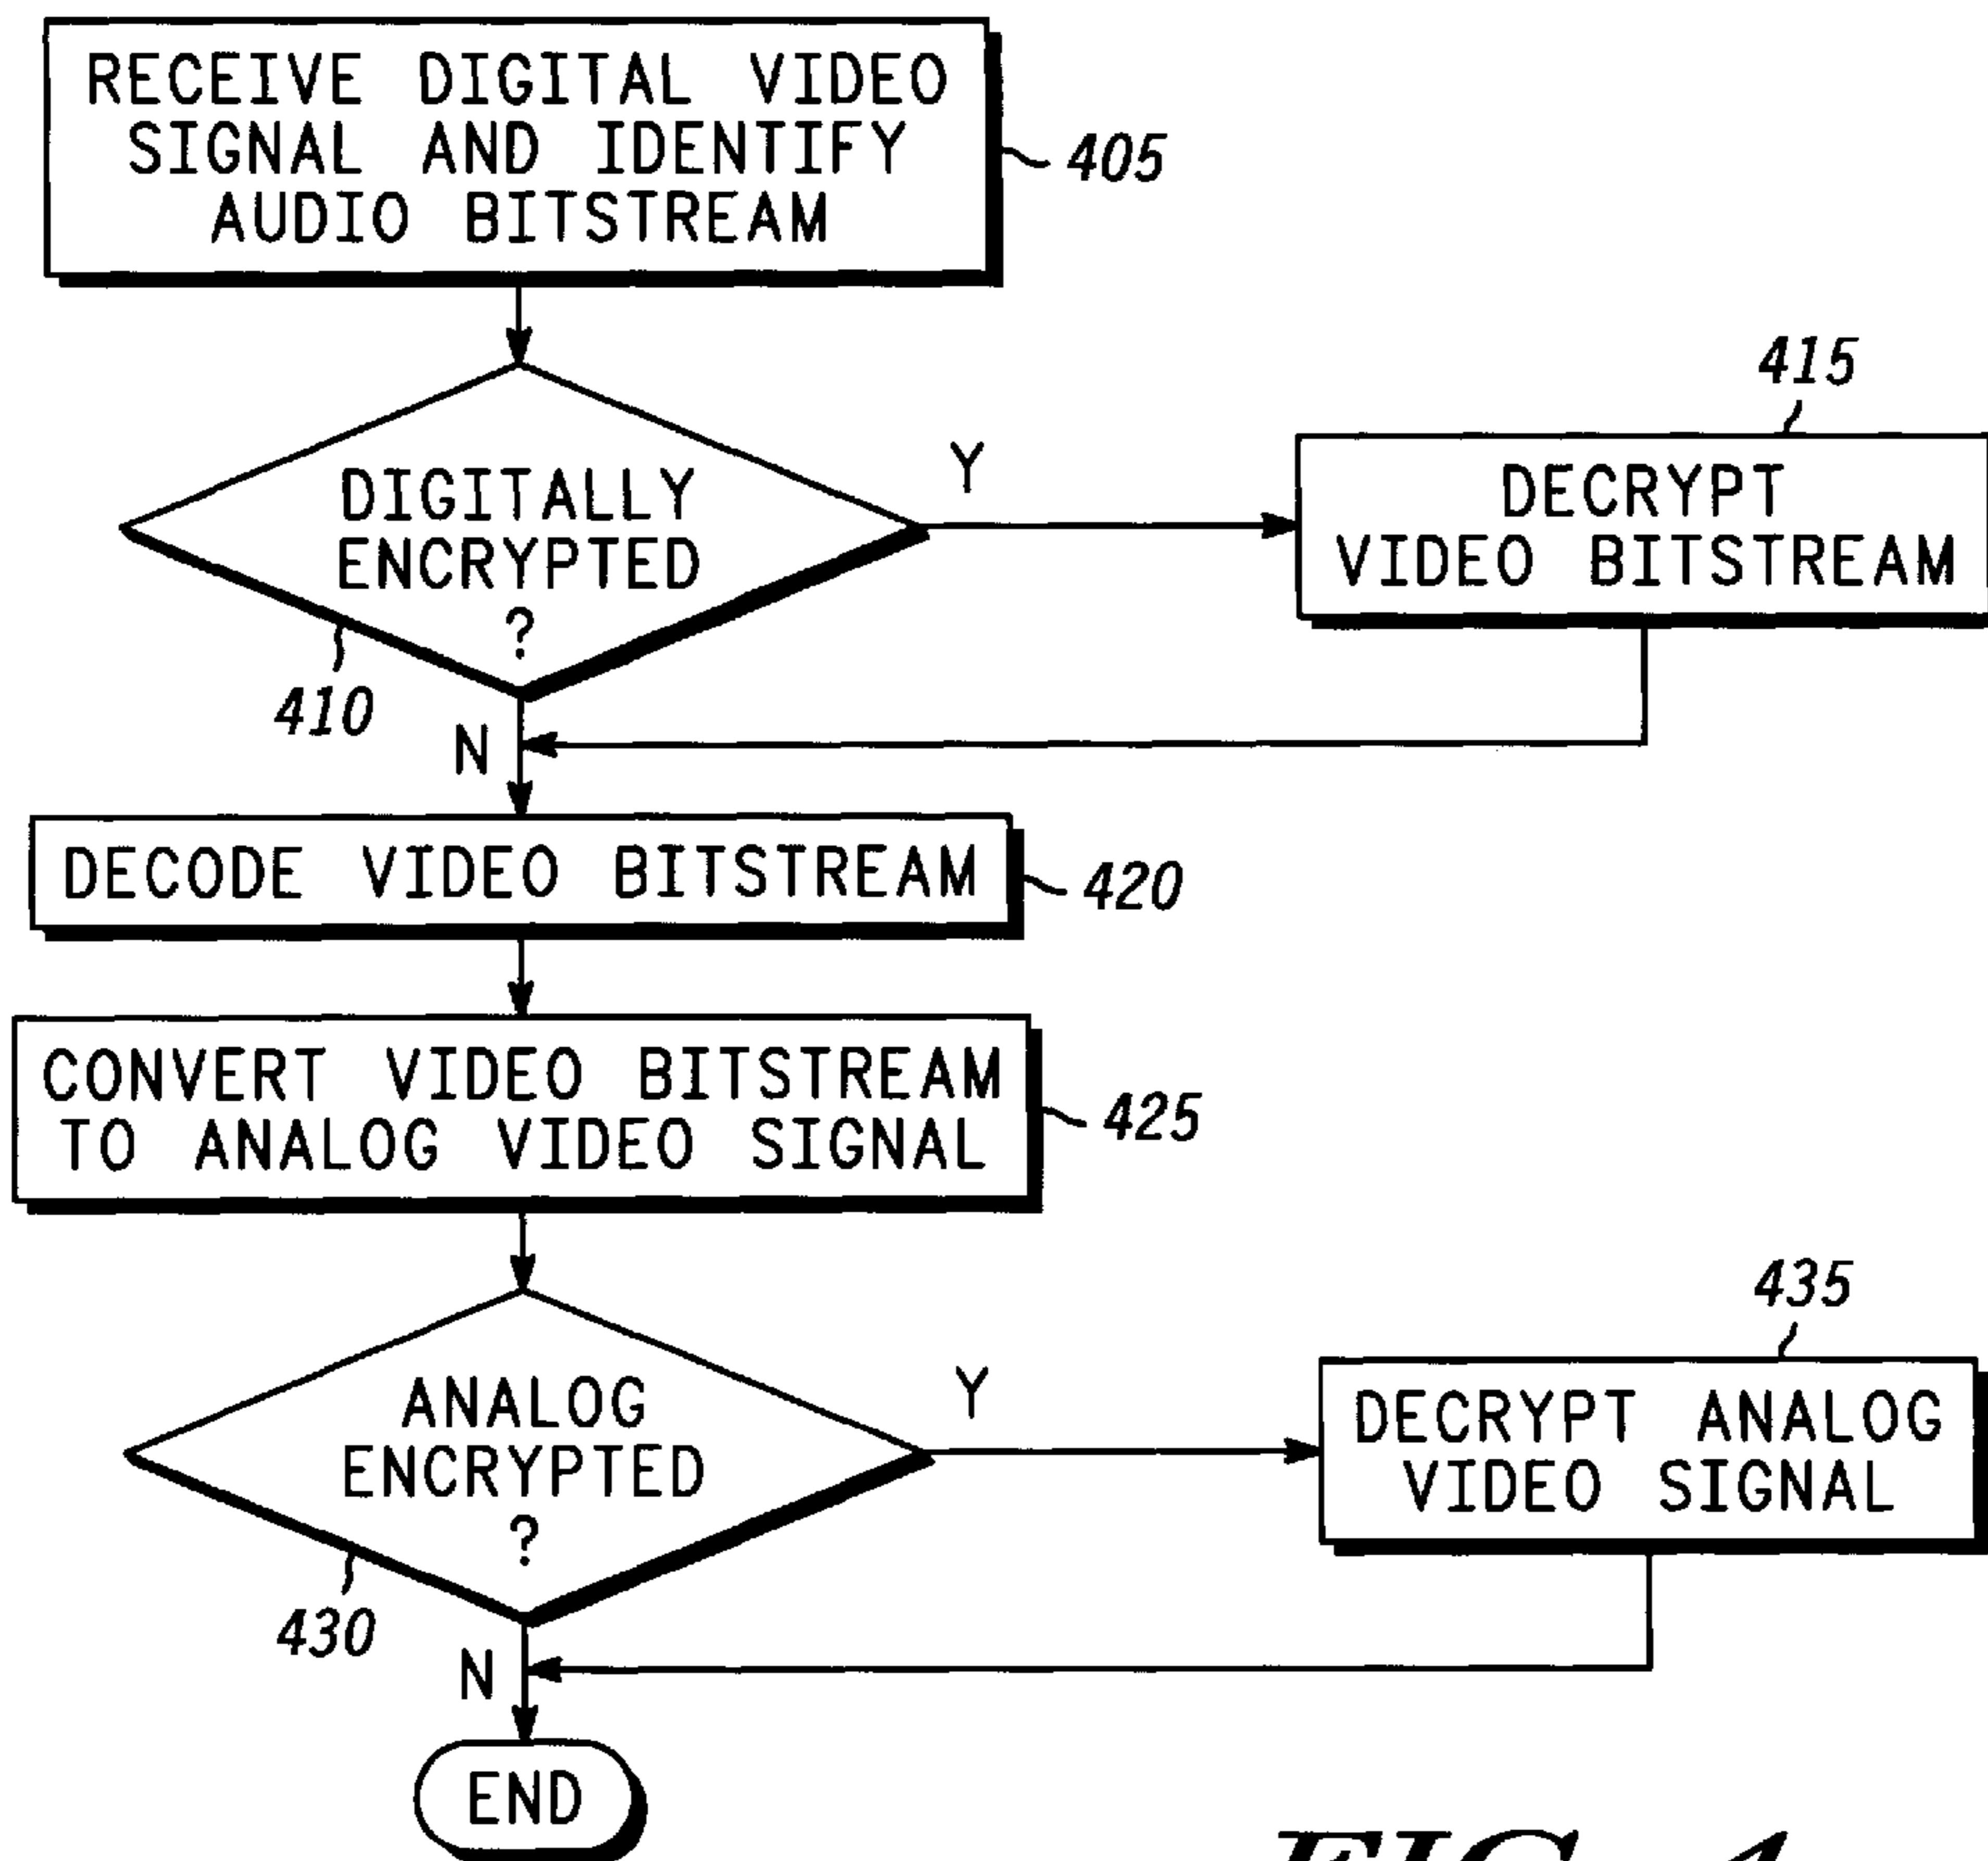 RECEIVE DIGITAL VIDEO
SIGNAL AND IDENTIFY
AUDIO BITSTREAM
405
DIGITALLY
ENCRYPTED
?
410
Y
N
415
DECRYPT
VIDEO BITSTREAM
DECODE VIDEO BITSTREAM
420
CONVERT VIDEO BITSTREAM
TO ANALOG VIDEO SIGNAL
425
ANALOG
ENCRYPTED
?
430
Y
N
435
DECRYPT ANALOG
VIDEO SIGNAL
END